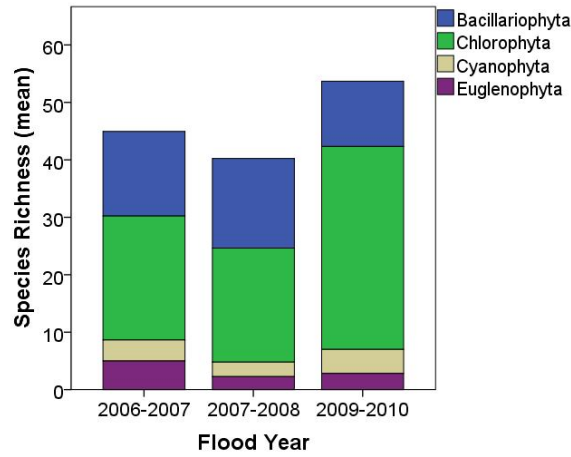 Bacillariophyta
Chlorophyta
Cyanophyta
Euglenophyta
Species Richness (mean)
60
50
40
30
20
10
0
2006-2007 2007-2008 2009-2010
Flood Year